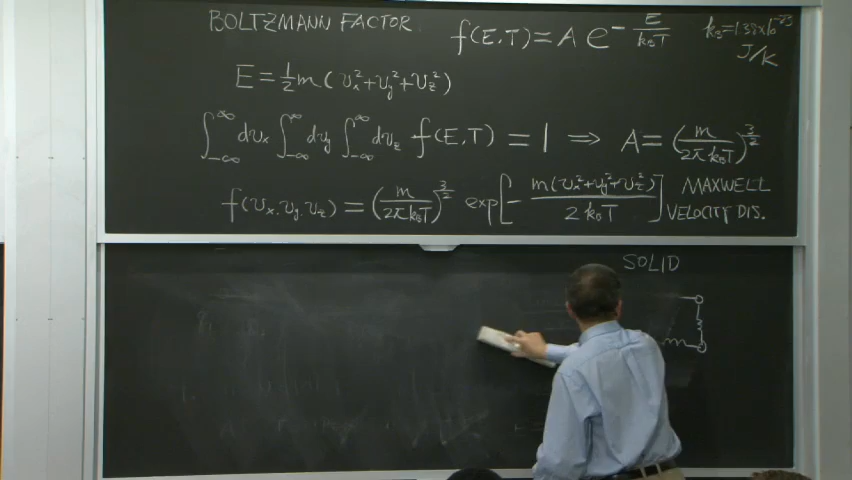 BOLTZMANN FACTOR f(E,T)=A e^{-E/k_BT} k_B=1.38×10^{-23} J/K
E=½m(v_x²+v_y²+v_z²)
∫_{-∞}^{∞}dv_x ∫_{-∞}^{∞}dv_y ∫_{-∞}^{∞}dv_z f(E,T)=1 ⇒ A=(m/2πk_BT)^{3/2}
f(v_x,v_y,v_z)=(m/2πk_BT)^{3/2} exp[-m(v_x²+v_y²+v_z²)/2k_BT] MAXWELL
VELOCITY DIS.
SOLID